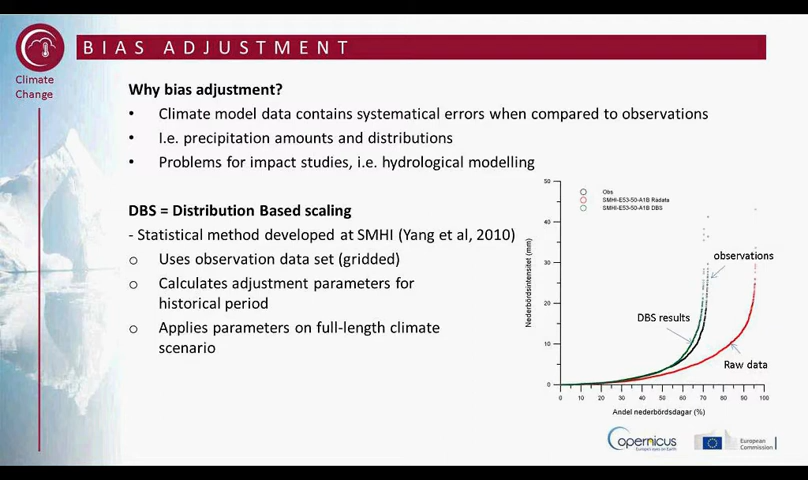 BIAS ADJUSTMENT
Climate
Change
Why bias adjustment?
• Climate model data contains systematical errors when compared to observations
• I.e. precipitation amounts and distributions
• Problems for impact studies, i.e. hydrological modelling
DBS = Distribution Based scaling
- Statistical method developed at SMHI (Yang et al, 2010)
o Uses observation data set (gridded)
o Calculates adjustment parameters for
historical period
o Applies parameters on full-length climate
scenario
Obs
SMHI-E53-50-A1B Radata
SMHI-E53-50-A1B DBS
Nederbördsintensitet (mm)
50
40
30
20
10
0
observations
DBS results
Raw data
0 10 20 30 40 50 60 70 80 90 100
Andel nederbördsdagar (%)
opernicus
Europe's eyes on Earth
European
Commission